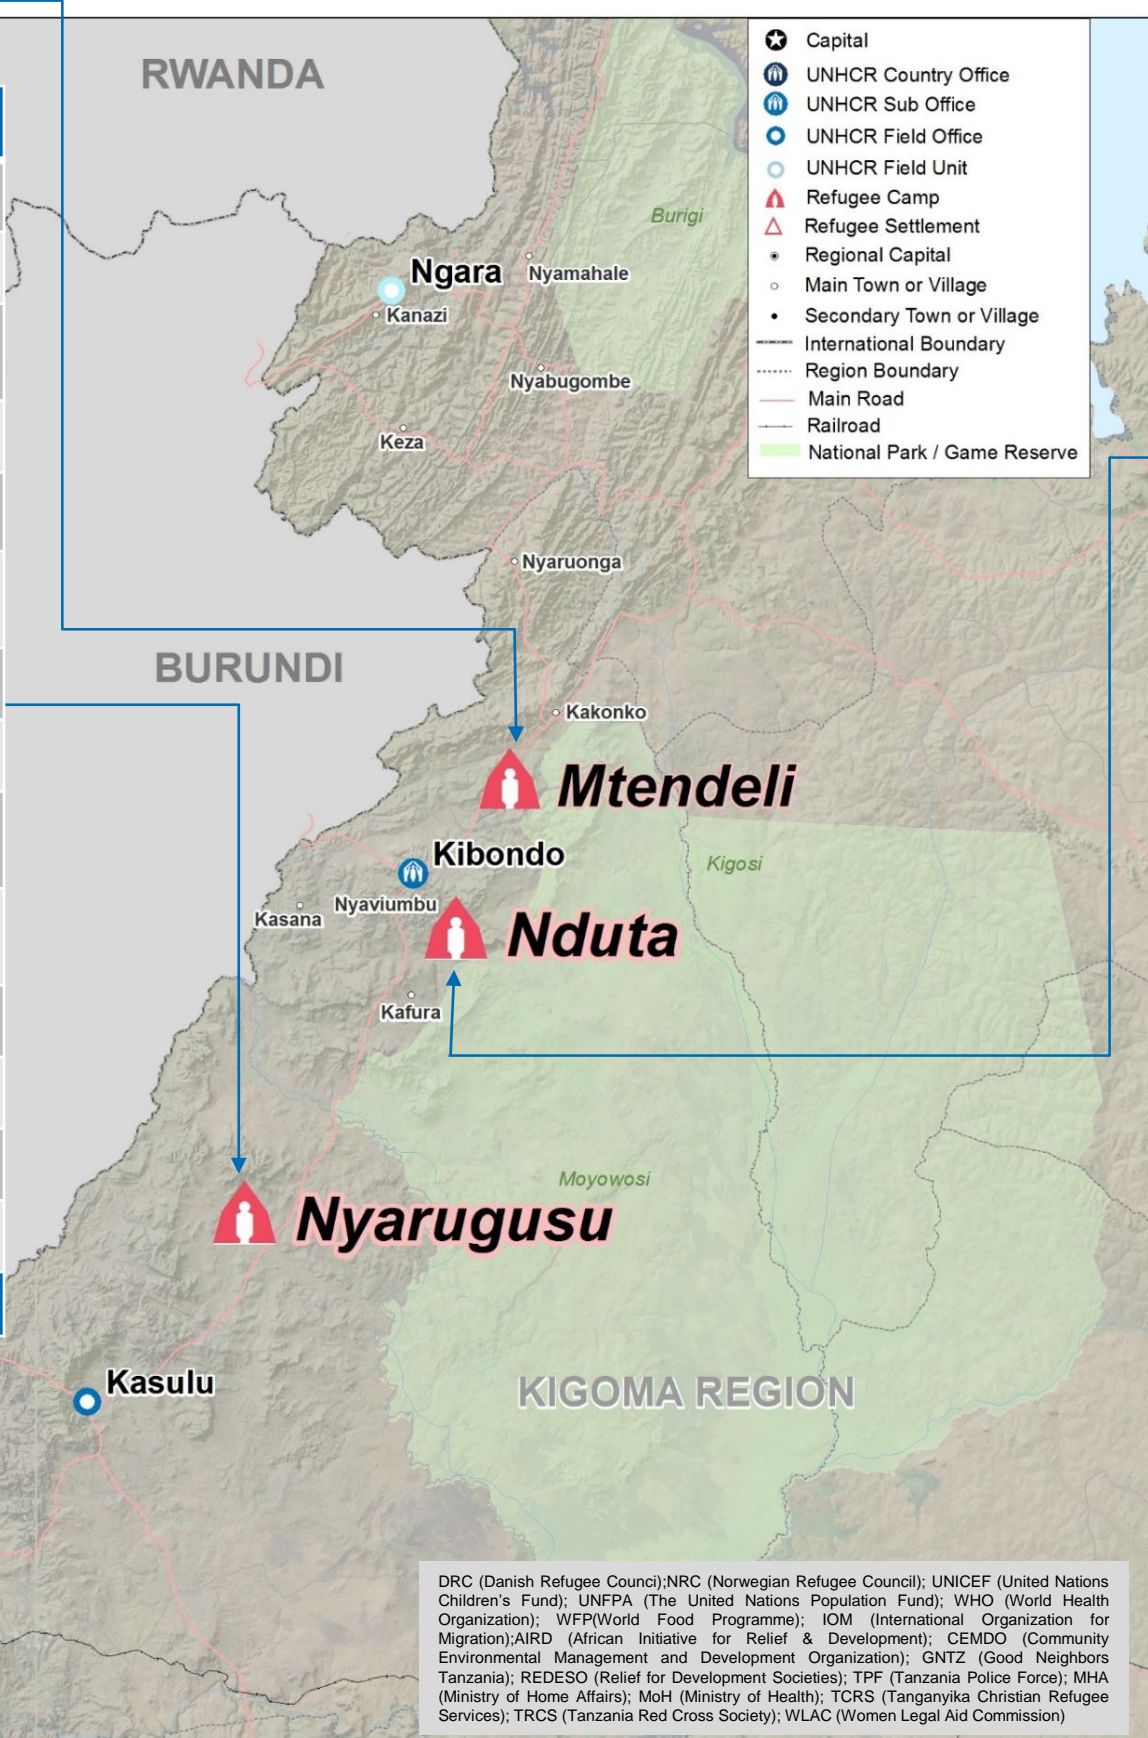 RWANDA
Capital
UNHCR Country Office
UNHCR Sub Office
UNHCR Field Office
UNHCR Field Unit
Refugee Camp
Refugee Settlement
Regional Capital
Main Town or Village
Secondary Town or Village
International Boundary
Region Boundary
Main Road
Railroad
National Park / Game Reserve
Burigi
Ngara
Nyamahale
Kanazi
Nyabugombe
Keza
Nyaruonga
BURUNDI
Kakonko
Mtendeli
Kibondo
Kigosi
Nyaviumbu
Kasana
Nduta
Kafura
Moyowosi
Nyarugusu
Kasulu
KIGOMA REGION
DRC (Danish Refugee Counci);NRC (Norwegian Refugee Council); UNICEF (United Nations
Children's Fund); UNFPA (The United Nations Population Fund); WHO (World Health
Organization); WFP(World Food Programme); IOM (International Organization for
Migration);AIRD (African Initiative for Relief & Development); CEMDO (Community
Environmental Management and Development Organization); GNTZ (Good Neighbors
Tanzania); REDESO (Relief for Development Societies); TPF (Tanzania Police Force); MHA
(Ministry of Home Affairs); MoH (Ministry of Health); TCRS (Tanganyika Christian Refugee
Services); TRCS (Tanzania Red Cross Society); WLAC (Women Legal Aid Commission)